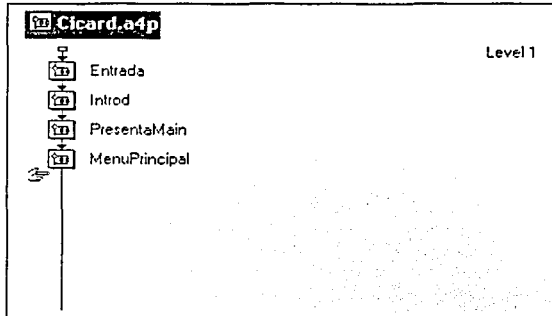 Cicard.a4p
Level 1
Entrada
Introd
PresentaMain
MenuPrincipal